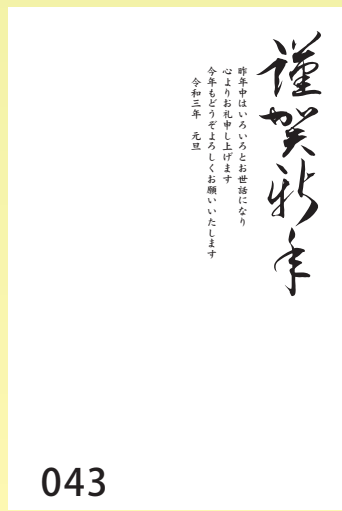 謹賀新年
昨年中はいろいろとお世話になり
心よりお礼申し上げます
今年もどうぞよろしくお願いいたします
令和三年　元旦
043